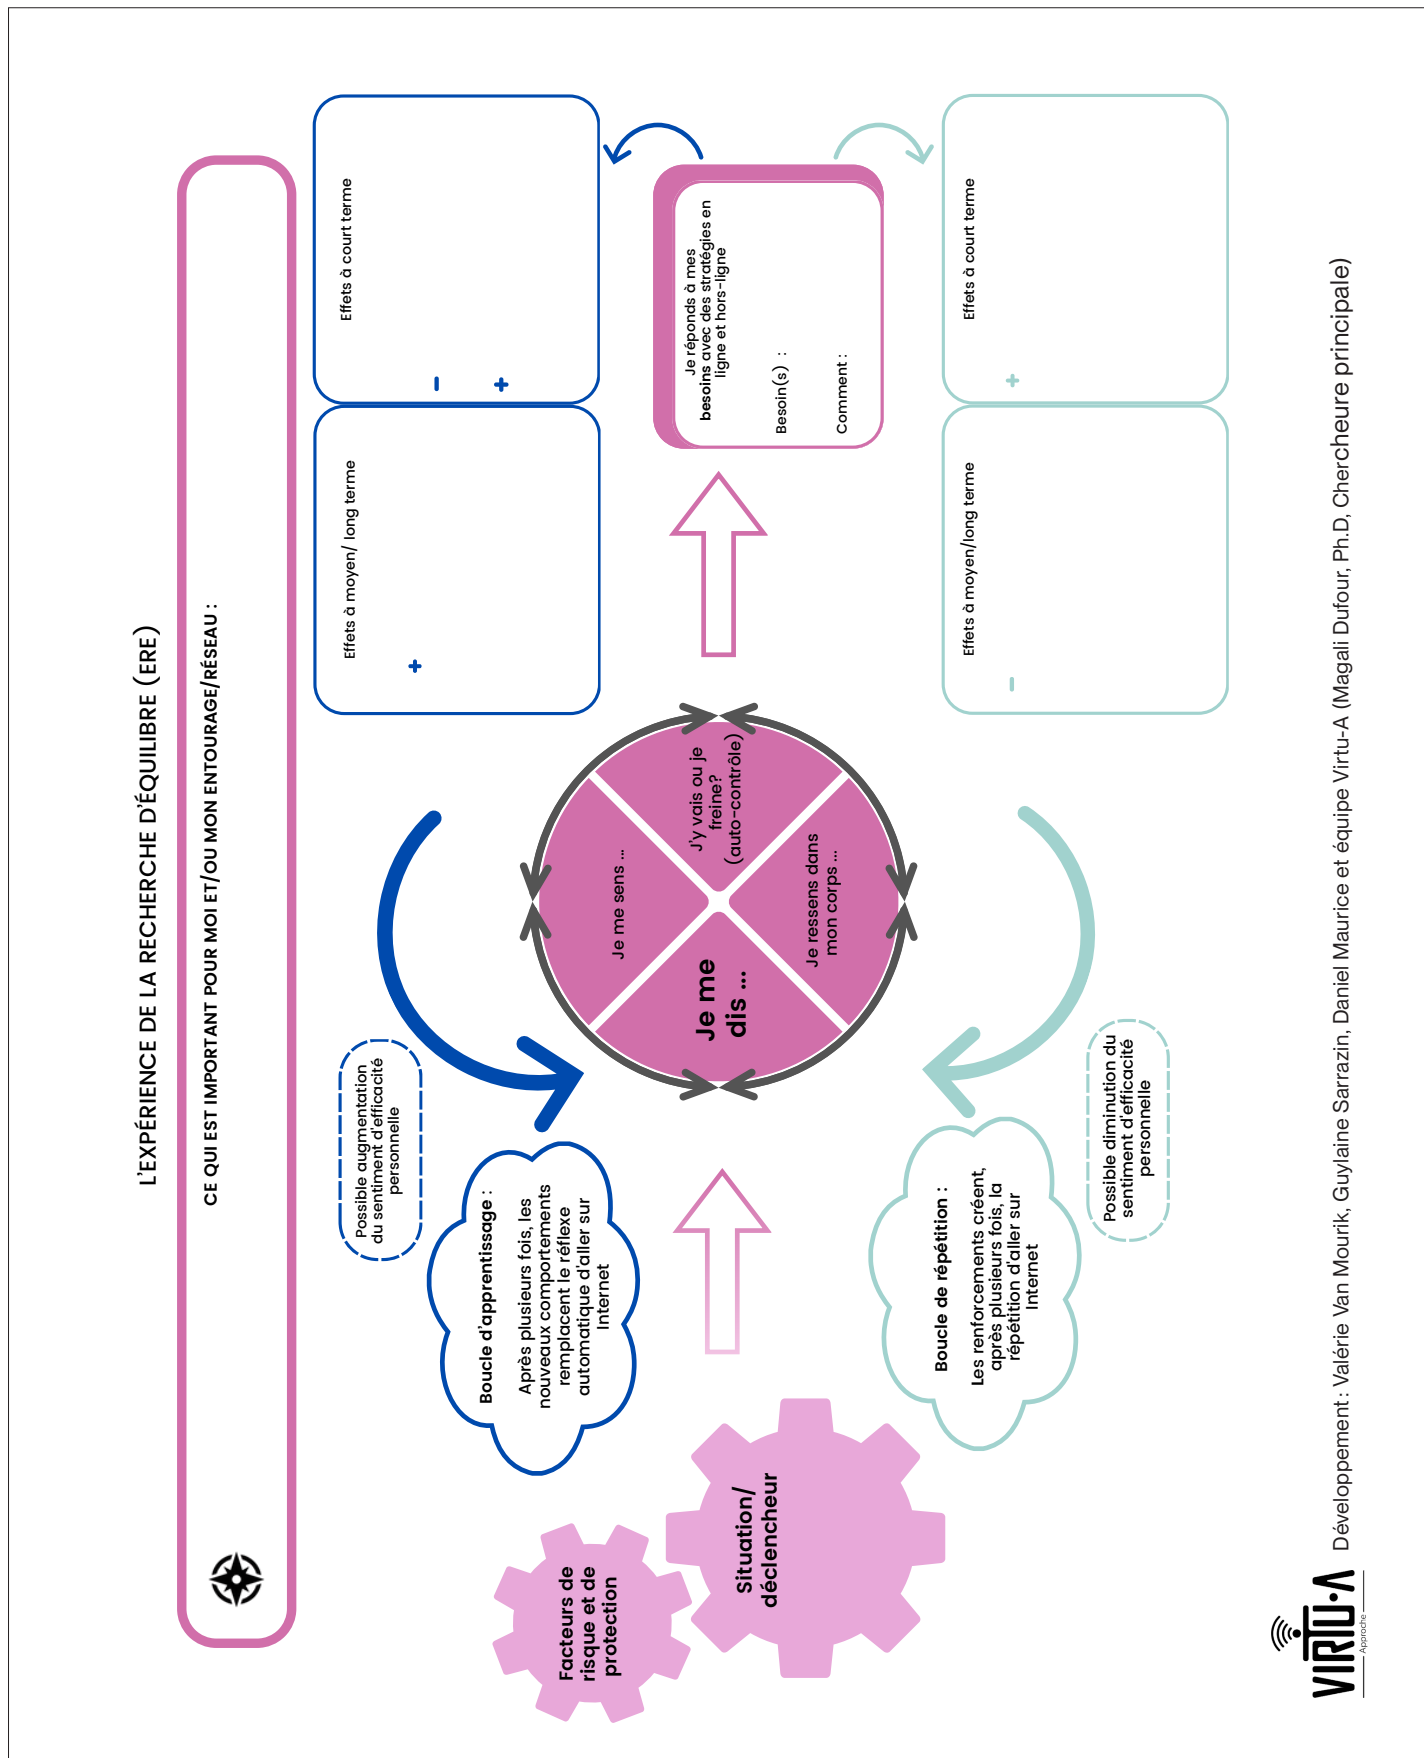 L'EXPÉRIENCE DE LA RECHERCHE D'ÉQUILIBRE (ERE)
CE QUI EST IMPORTANT POUR MOI ET/OU MON ENTOURAGE/RÉSEAU :
Possible augmentation
du sentiment d'efficacité
personnelle
Effets à moyen/ long terme
+
Effets à court terme
−
+
Boucle d'apprentissage :
Après plusieurs fois, les
nouveaux comportements
remplacent le réflexe
automatique d'aller sur
Internet
Facteurs de
risque et de
protection
Situation/
déclencheur
Je me sens ...
Je me
dis ...
J'y vais ou je
freine?
(auto-contrôle)
Je ressens dans
mon corps ...
Je réponds à mes
besoins avec des stratégies en
ligne et hors-ligne
Besoin(s) :
Comment :
Boucle de répétition :
Les renforcements créent,
après plusieurs fois, la
répétition d'aller sur
Internet
Possible diminution du
sentiment d'efficacité
personnelle
Effets à moyen/long terme
−
Effets à court terme
+
VIRTU·A
Approche
Développement : Valérie Van Mourik, Guylaine Sarrazin, Daniel Maurice et équipe Virtu-A (Magali Dufour, Ph.D, Chercheure principale)